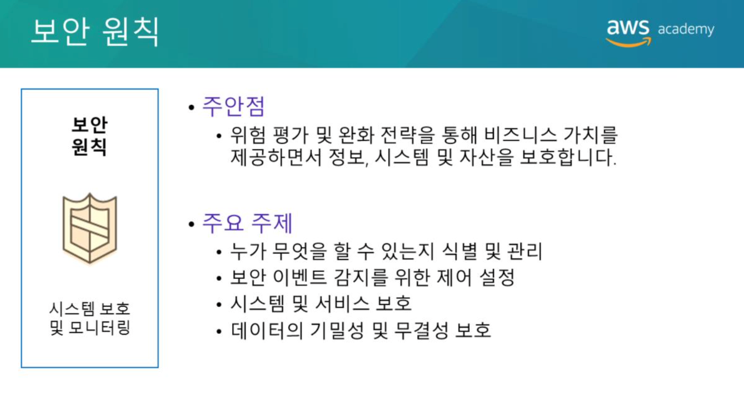 보안 원칙
aws academy
보안
원칙
시스템 보호
및 모니터링
• 주안점
• 위험 평가 및 완화 전략을 통해 비즈니스 가치를
제공하면서 정보, 시스템 및 자산을 보호합니다.
• 주요 주제
• 누가 무엇을 할 수 있는지 식별 및 관리
• 보안 이벤트 감지를 위한 제어 설정
• 시스템 및 서비스 보호
• 데이터의 기밀성 및 무결성 보호